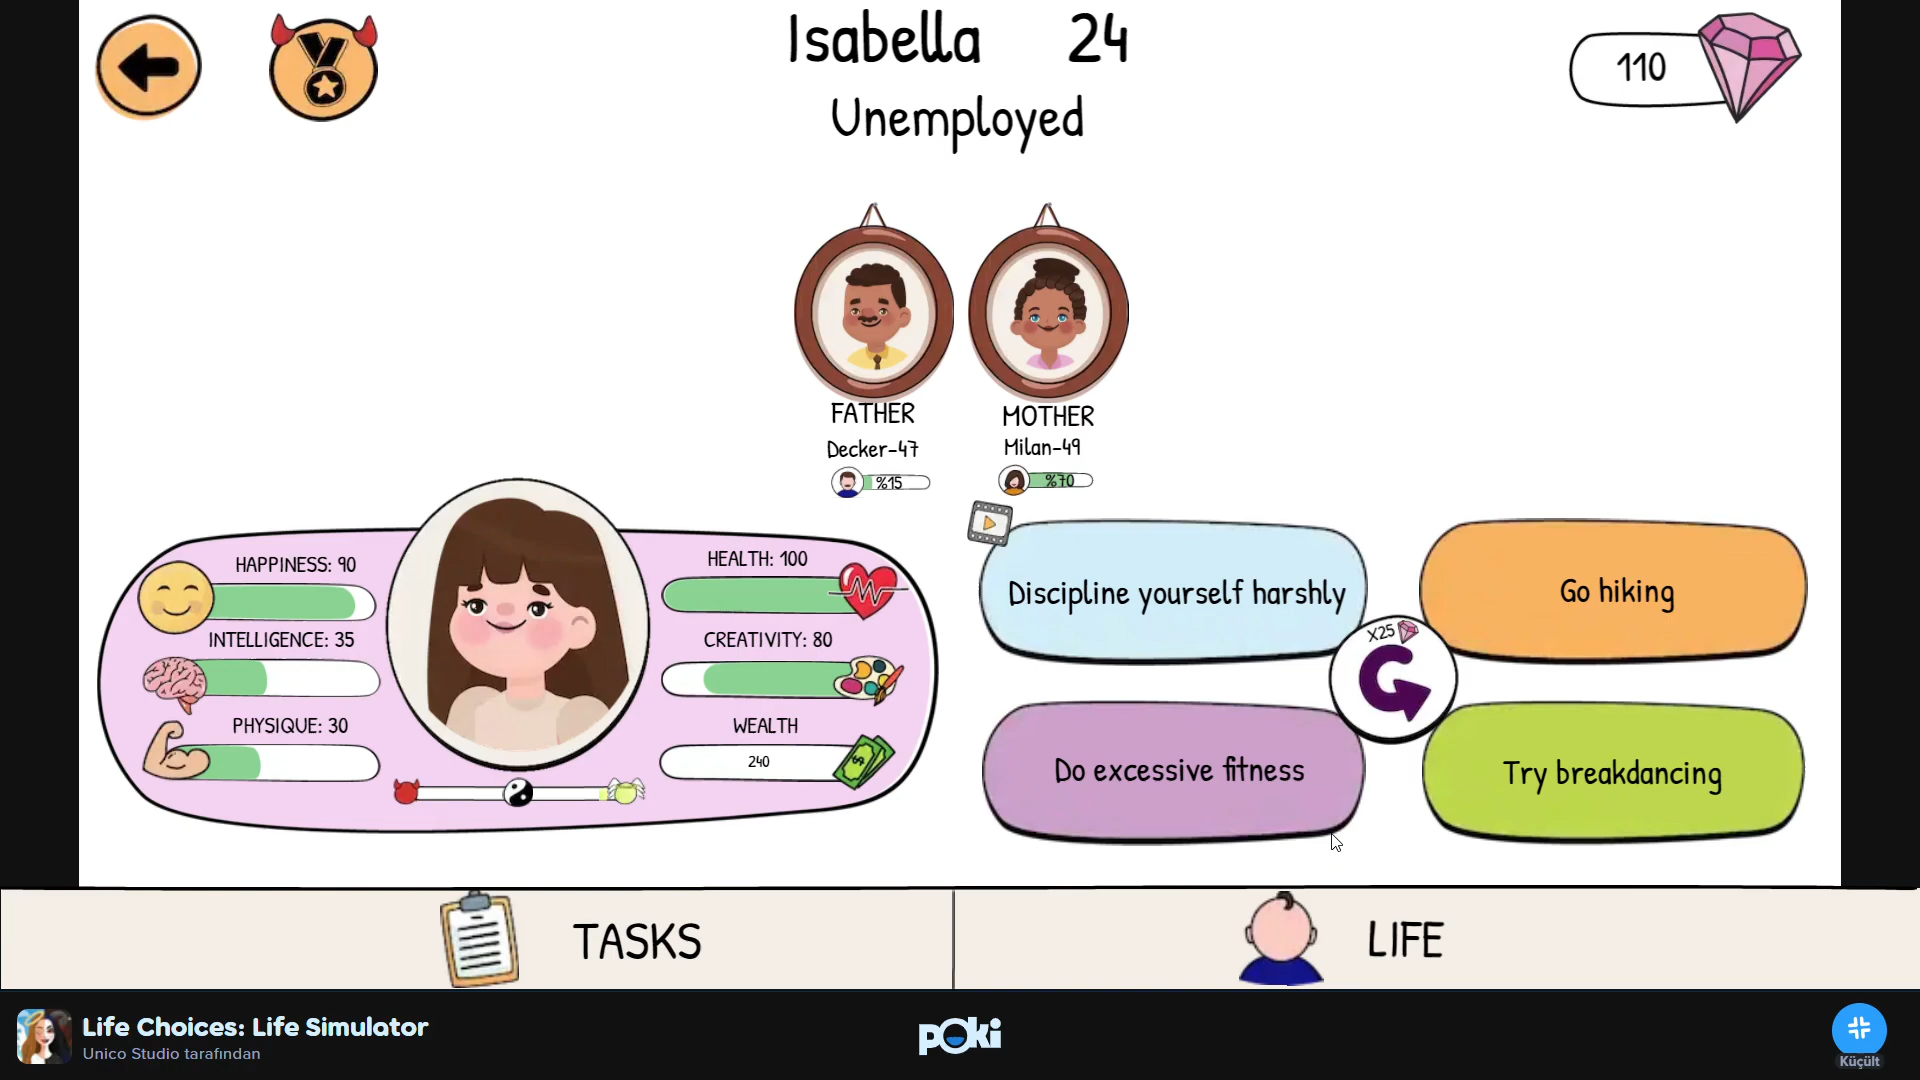 Isabella 24
Unemployed
110
FATHER
Decker-47
%15
MOTHER
Milan-49
%70
HAPPINESS: 90
INTELLIGENCE: 35
PHYSIQUE: 30
HEALTH: 100
CREATIVITY: 80
WEALTH
240
Discipline yourself harshly
Go hiking
X25
Do excessive fitness
Try breakdancing
TASKS
LIFE
Life Choices: Life Simulator
Unico Studio tarafından
poki
Küçült